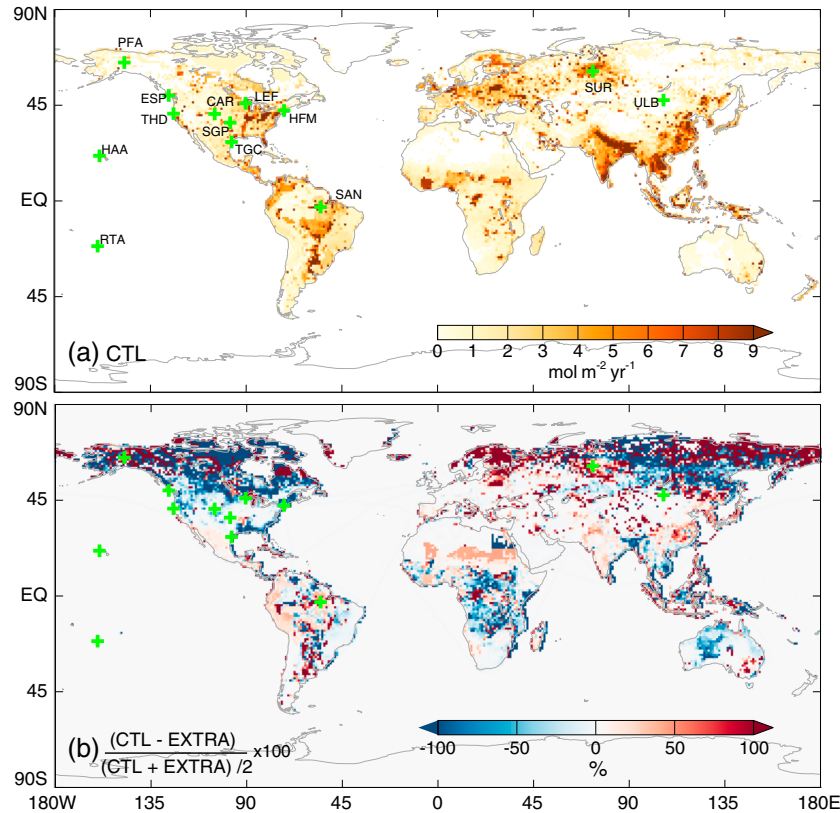 90N
PFA
ESP
CAR
LEF
SUR
ULB
45
THD
SGP
HFM
HAA
TGC
SAN
EQ
RTA
45
(a) CTL
0 1 2 3 4 5 6 7 8 9
mol m⁻² yr⁻¹
90S
90N
45
EQ
45
(b) (CTL - EXTRA) x100
(CTL + EXTRA) /2
-100 -50 0 50 100
%
90S
180W 135 90 45 0 45 90 135 180E